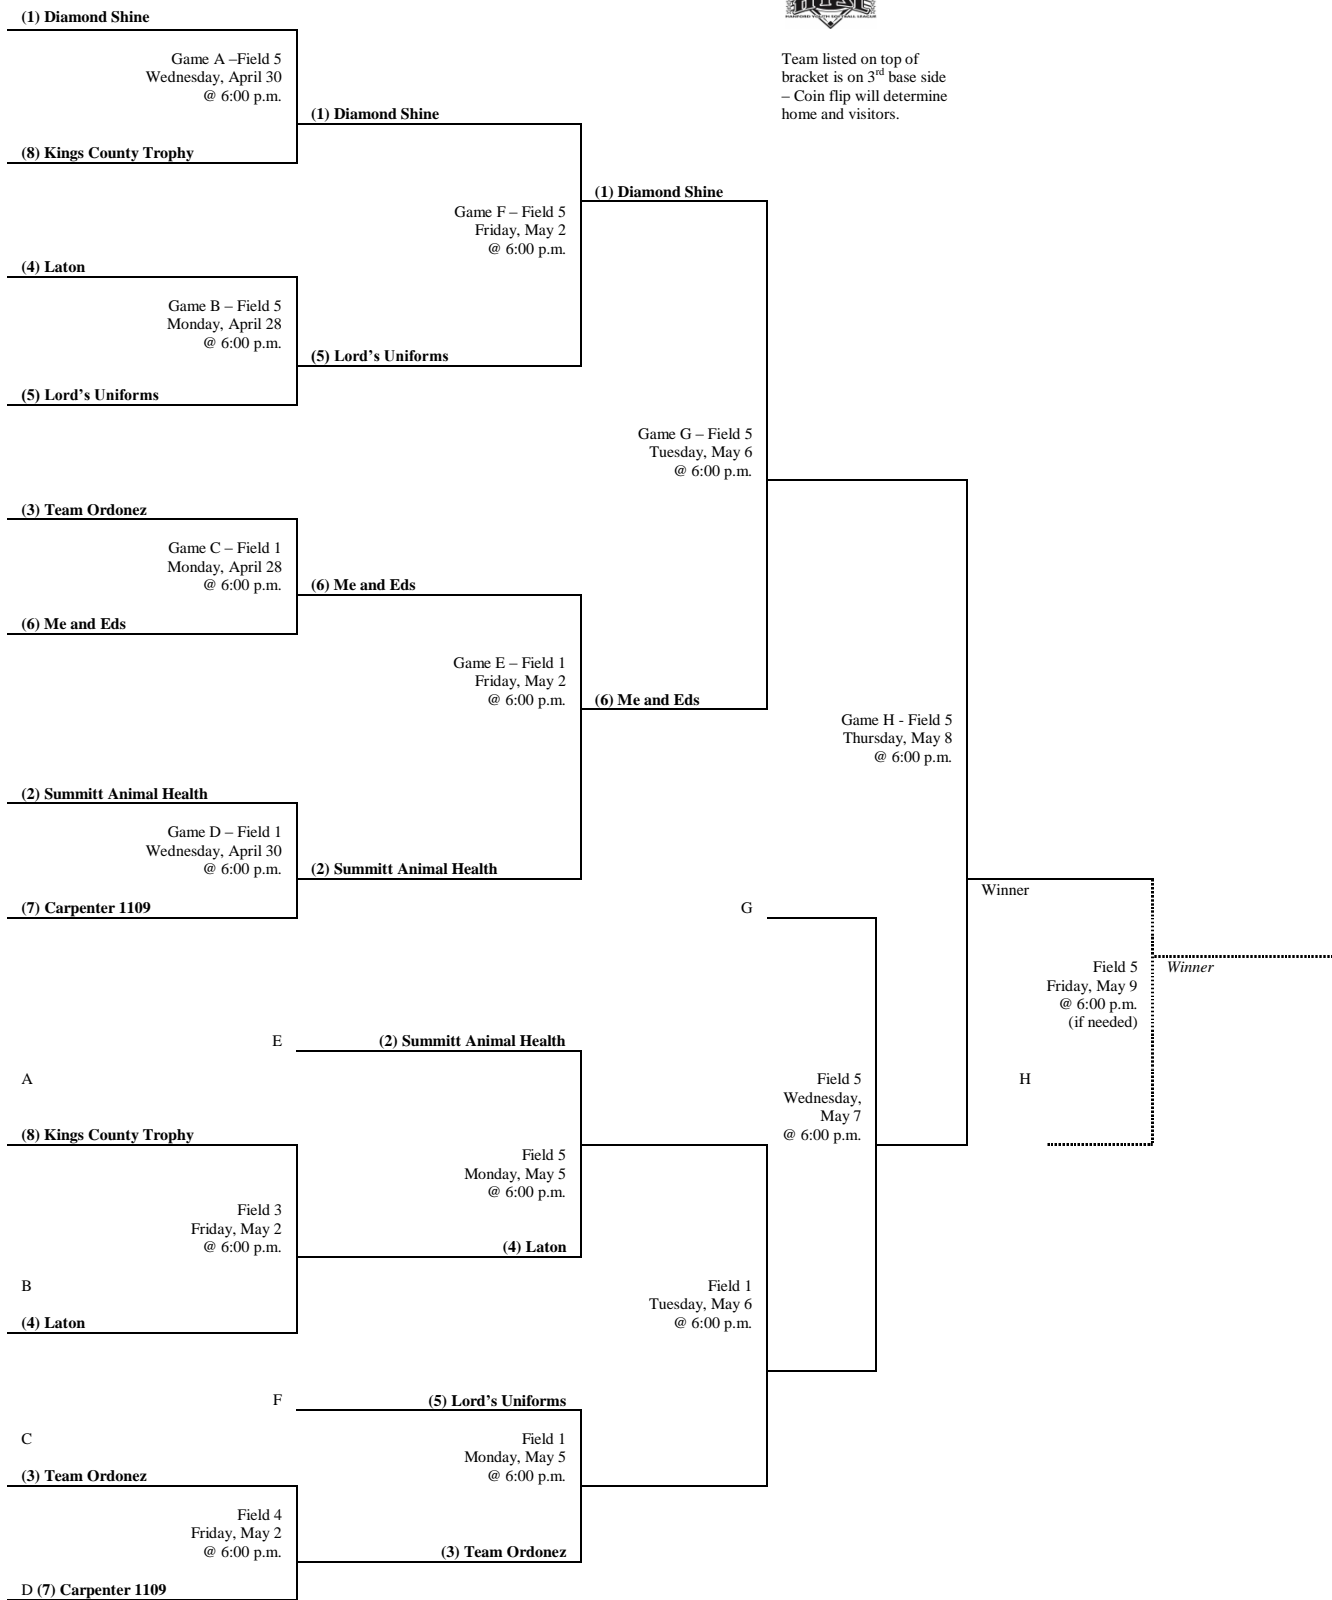 (1) Diamond Shine
HANFORD YOUTH SOFTBALL LEAGUE
Team listed on top of
bracket is on 3rd base side
– Coin flip will determine
home and visitors.
Game A –Field 5
Wednesday, April 30
@ 6:00 p.m.
(1) Diamond Shine
(8) Kings County Trophy
(1) Diamond Shine
Game F – Field 5
Friday, May 2
@ 6:00 p.m.
(4) Laton
Game B – Field 5
Monday, April 28
@ 6:00 p.m.
(5) Lord's Uniforms
(5) Lord's Uniforms
Game G – Field 5
Tuesday, May 6
@ 6:00 p.m.
(3) Team Ordonez
Game C – Field 1
Monday, April 28
@ 6:00 p.m.
(6) Me and Eds
(6) Me and Eds
Game E – Field 1
Friday, May 2
@ 6:00 p.m.
(6) Me and Eds
Game H - Field 5
Thursday, May 8
@ 6:00 p.m.
(2) Summitt Animal Health
Game D – Field 1
Wednesday, April 30
@ 6:00 p.m.
(2) Summitt Animal Health
(7) Carpenter 1109
G
Winner
Field 5
Friday, May 9
@ 6:00 p.m.
(if needed)
Winner
E
(2) Summitt Animal Health
A
(8) Kings County Trophy
Field 5
Wednesday,
May 7
@ 6:00 p.m.
H
Field 5
Monday, May 5
@ 6:00 p.m.
Field 3
Friday, May 2
@ 6:00 p.m.
(4) Laton
B
(4) Laton
Field 1
Tuesday, May 6
@ 6:00 p.m.
F
(5) Lord's Uniforms
C
(3) Team Ordonez
Field 1
Monday, May 5
@ 6:00 p.m.
Field 4
Friday, May 2
@ 6:00 p.m.
(3) Team Ordonez
D (7) Carpenter 1109